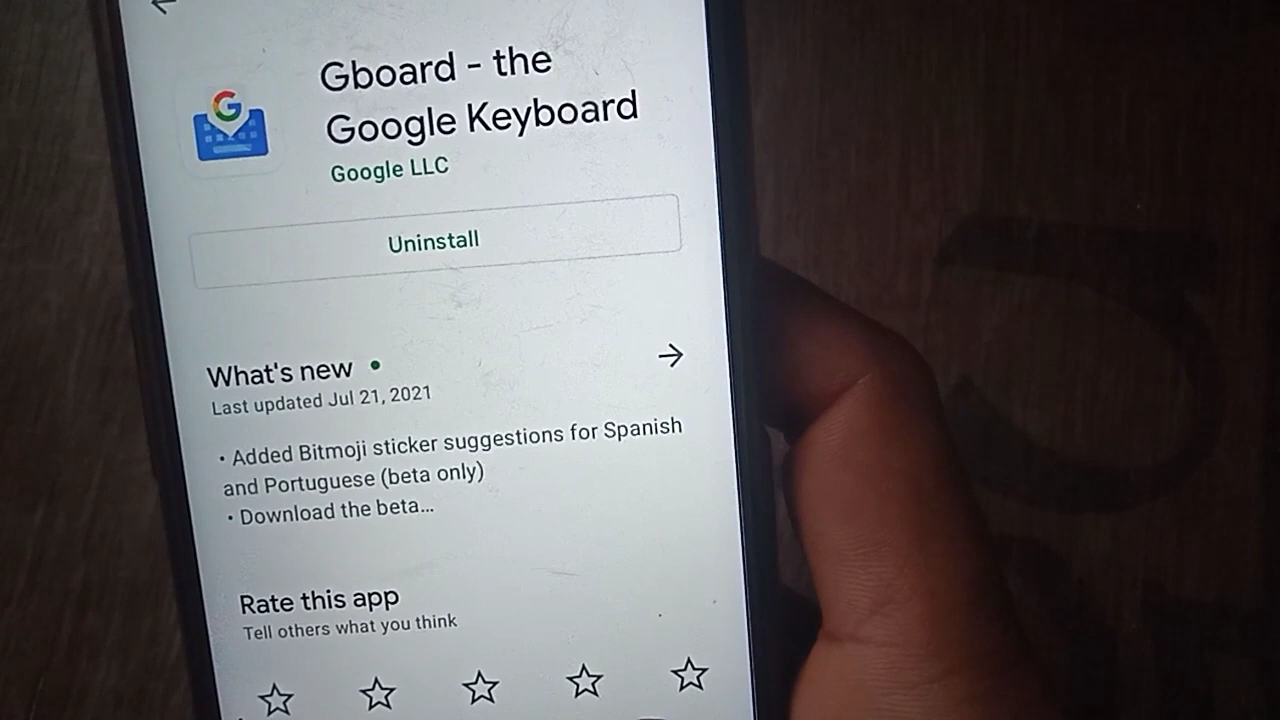 Gboard - the
Google Keyboard
Google LLC
Uninstall
What's new
Last updated Jul 21, 2021
• Added Bitmoji sticker suggestions for Spanish
and Portuguese (beta only)
• Download the beta...
Rate this app
Tell others what you think